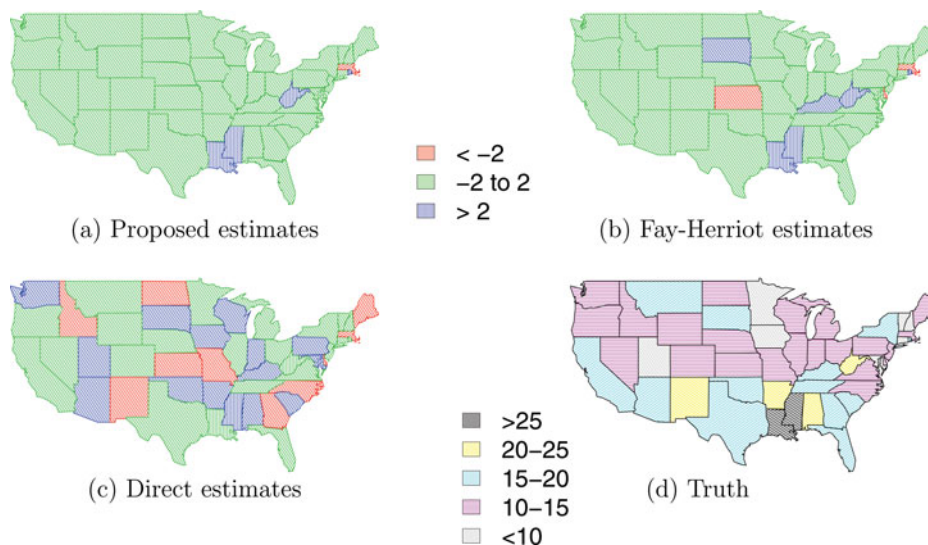 < -2
-2 to 2
> 2
(a) Proposed estimates
(b) Fay-Herriot estimates
>25
20-25
15-20
10-15
<10
(c) Direct estimates
(d) Truth